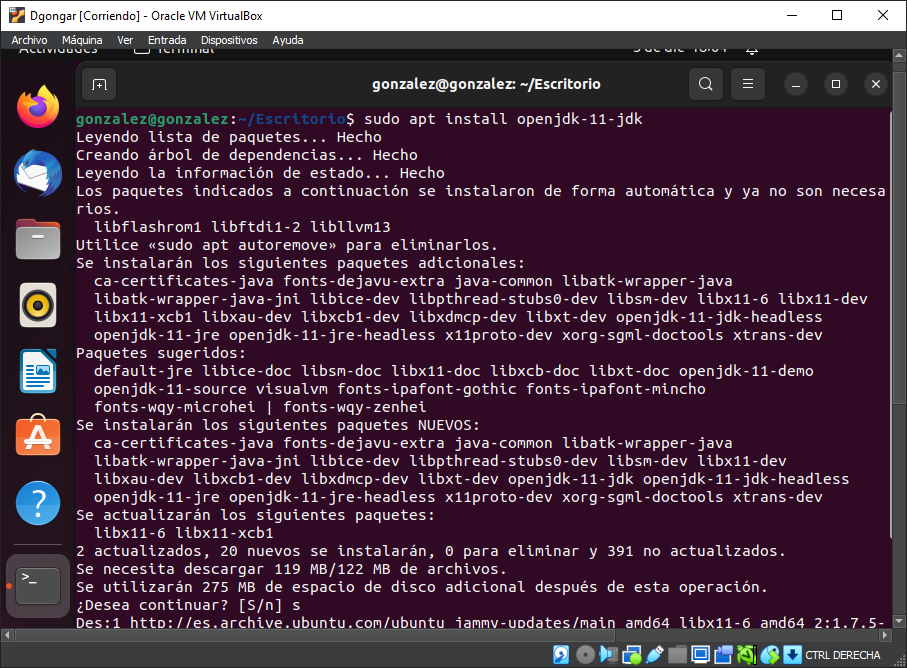 Dgongar [Corriendo] - Oracle VM VirtualBox
Archivo Máquina Ver Entrada Dispositivos Ayuda
Actividades Terminal 5 de dic 18:04
gonzalez@gonzalez: ~/Escritorio
gonzalez@gonzalez:~/Escritorio$ sudo apt install openjdk-11-jdk
Leyendo lista de paquetes... Hecho
Creando árbol de dependencias... Hecho
Leyendo la información de estado... Hecho
Los paquetes indicados a continuación se instalaron de forma automática y ya no son necesa
rios.
libflashrom1 libftdi1-2 libllvm13
Utilice «sudo apt autoremove» para eliminarlos.
Se instalarán los siguientes paquetes adicionales:
ca-certificates-java fonts-dejavu-extra java-common libatk-wrapper-java
libatk-wrapper-java-jni libice-dev libpthread-stubs0-dev libsm-dev libx11-6 libx11-dev
libx11-xcb1 libxau-dev libxcb1-dev libxdmcp-dev libxt-dev openjdk-11-jdk-headless
openjdk-11-jre openjdk-11-jre-headless x11proto-dev xorg-sgml-doctools xtrans-dev
Paquetes sugeridos:
default-jre libice-doc libsm-doc libx11-doc libxcb-doc libxt-doc openjdk-11-demo
openjdk-11-source visualvm fonts-ipafont-gothic fonts-ipafont-mincho
fonts-wqy-microhei | fonts-wqy-zenhei
Se instalarán los siguientes paquetes NUEVOS:
ca-certificates-java fonts-dejavu-extra java-common libatk-wrapper-java
libatk-wrapper-java-jni libice-dev libpthread-stubs0-dev libsm-dev libx11-dev
libxau-dev libxcb1-dev libxdmcp-dev libxt-dev openjdk-11-jdk openjdk-11-jdk-headless
openjdk-11-jre openjdk-11-jre-headless x11proto-dev xorg-sgml-doctools xtrans-dev
Se actualizarán los siguientes paquetes:
libx11-6 libx11-xcb1
2 actualizados, 20 nuevos se instalarán, 0 para eliminar y 391 no actualizados.
Se necesita descargar 119 MB/122 MB de archivos.
Se utilizarán 275 MB de espacio de disco adicional después de esta operación.
¿Desea continuar? [S/n] s
Des:1 http://es.archive.ubuntu.com/ubuntu jammy-updates/main amd64 libx11-6 amd64 2:1.7.5-
CTRL DERECHA